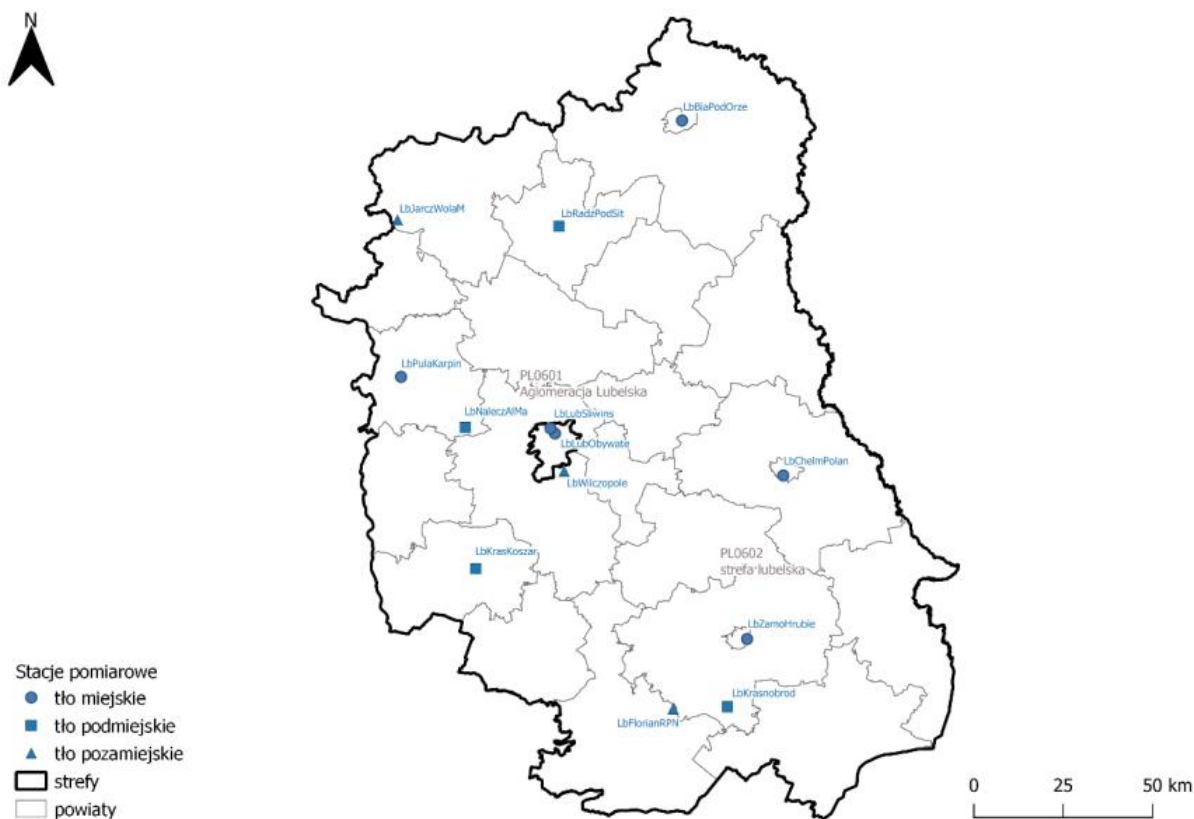 N
LbBiaPodOrze
LbJarczWolaM
LbRadzPodSit
LbPulaKarpin
PL0601
Aglomeracja Lubelska
LbNaleczAlMa
LbLubSliwins
LbLubObywate
LbChelmPolan
LbWilczopole
LbKrasKoszar
PL0602
strefa lubelska
LbZamoHrubie
LbKrasnobrod
LbFlorianRPN
Stacje pomiarowe
tło miejskie
tło podmiejskie
tło pozamiejskie
strefy
powiaty
0 25 50 km